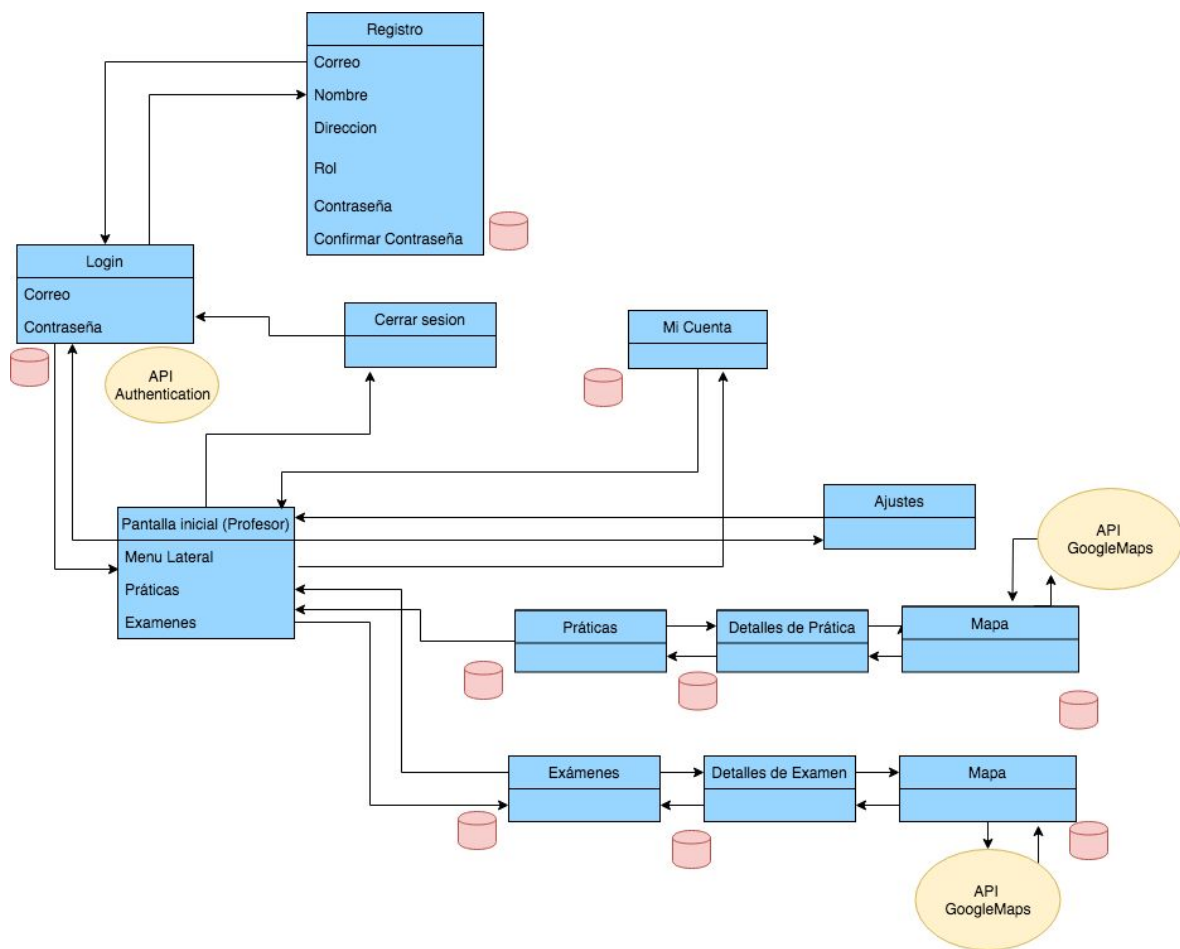 Registro
Correo
Nombre
Direccion
Rol
Contraseña
Confirmar Contraseña
Login
Correo
Contraseña
API
Authentication
Cerrar sesion
Mi Cuenta
Pantalla inicial (Profesor)
Menu Lateral
Práticas
Examenes
Ajustes
API
GoogleMaps
Práticas
Detalles de Prática
Mapa
Exámenes
Detalles de Examen
Mapa
API
GoogleMaps